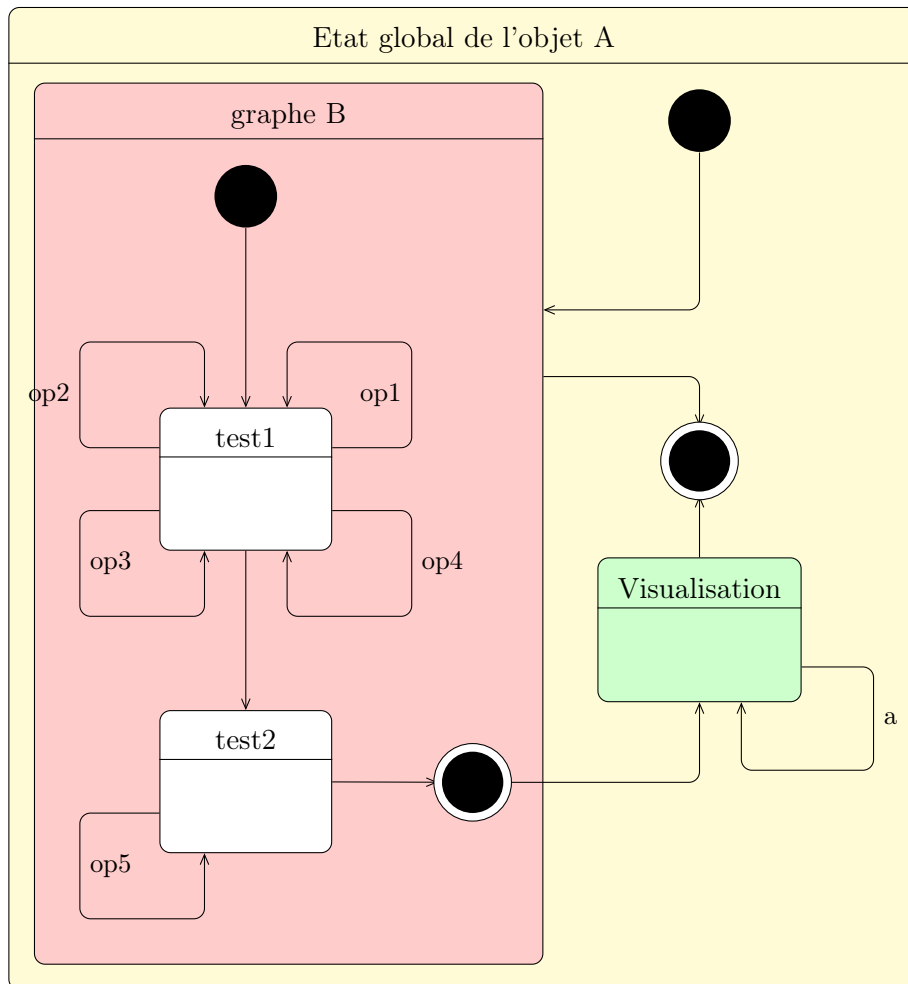 Etat global de l'objet A
graphe B
op2
op1
test1
op3
op4
Visualisation
a
test2
op5